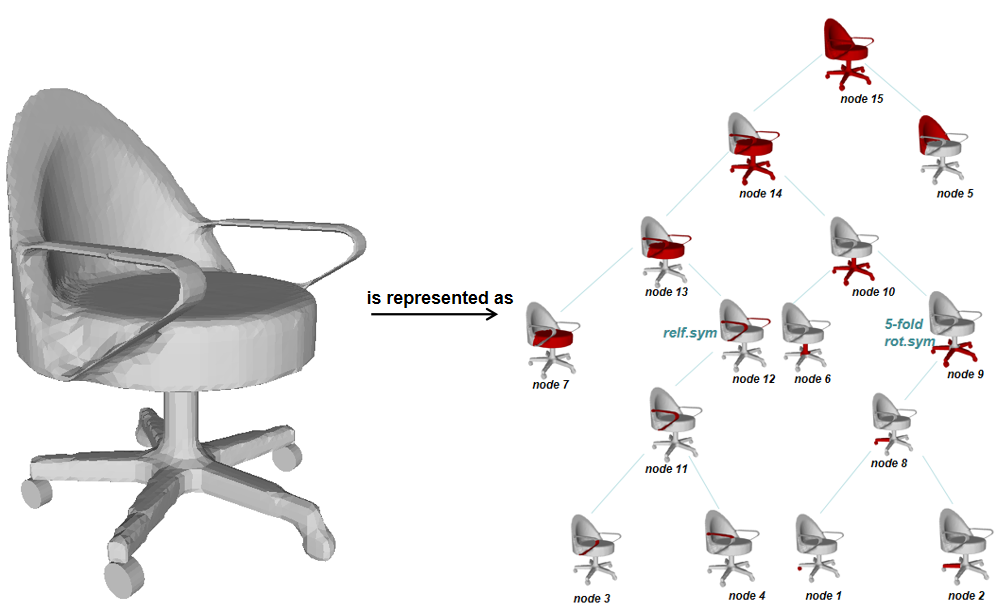 node 15
node 14
node 5
is represented as
node 13
node 10
relf.sym
5-fold
rot.sym
node 7
node 12
node 6
node 9
node 11
node 8
node 3
node 4
node 1
node 2